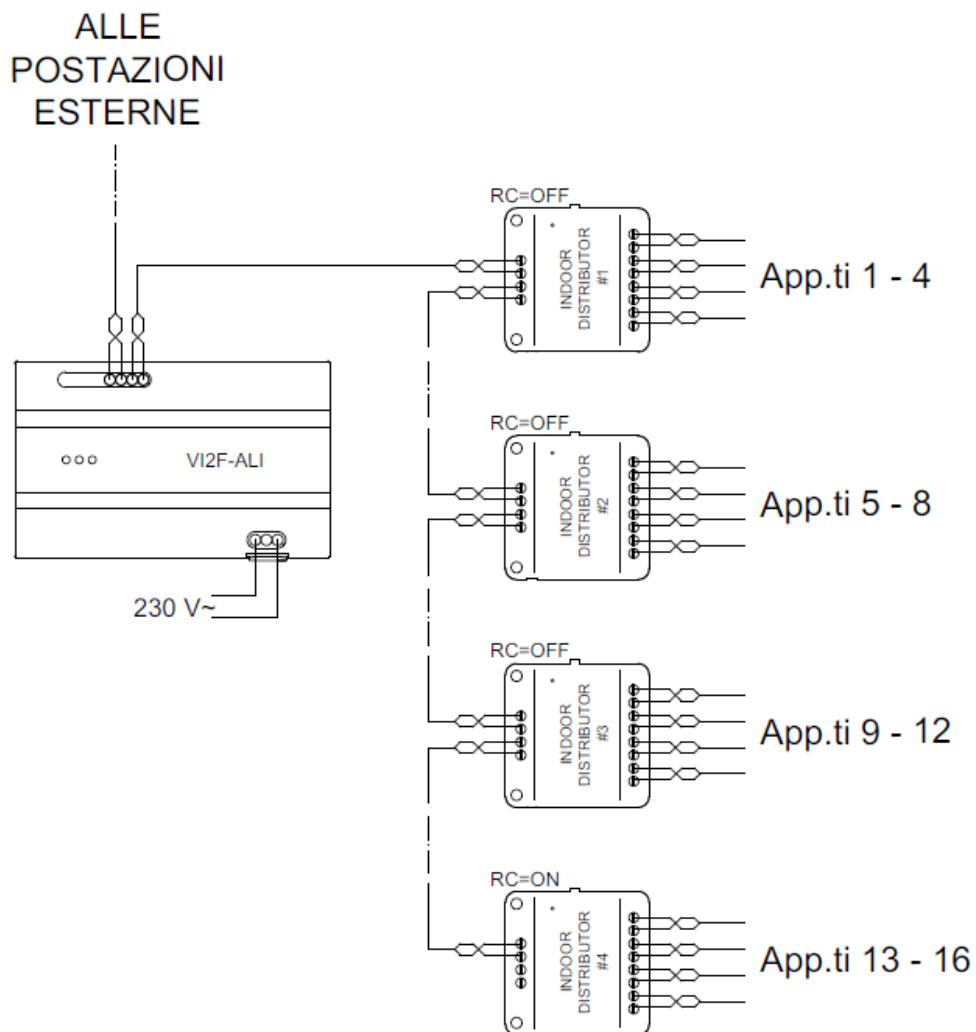 ALLE
POSTAZIONI
ESTERNE
RC=OFF
INDOOR
DISTRIBUTOR
#1
App.ti 1 - 4
VI2F-ALI
230 V~
RC=OFF
INDOOR
DISTRIBUTOR
#2
App.ti 5 - 8
RC=OFF
INDOOR
DISTRIBUTOR
#3
App.ti 9 - 12
RC=ON
INDOOR
DISTRIBUTOR
#4
App.ti 13 - 16